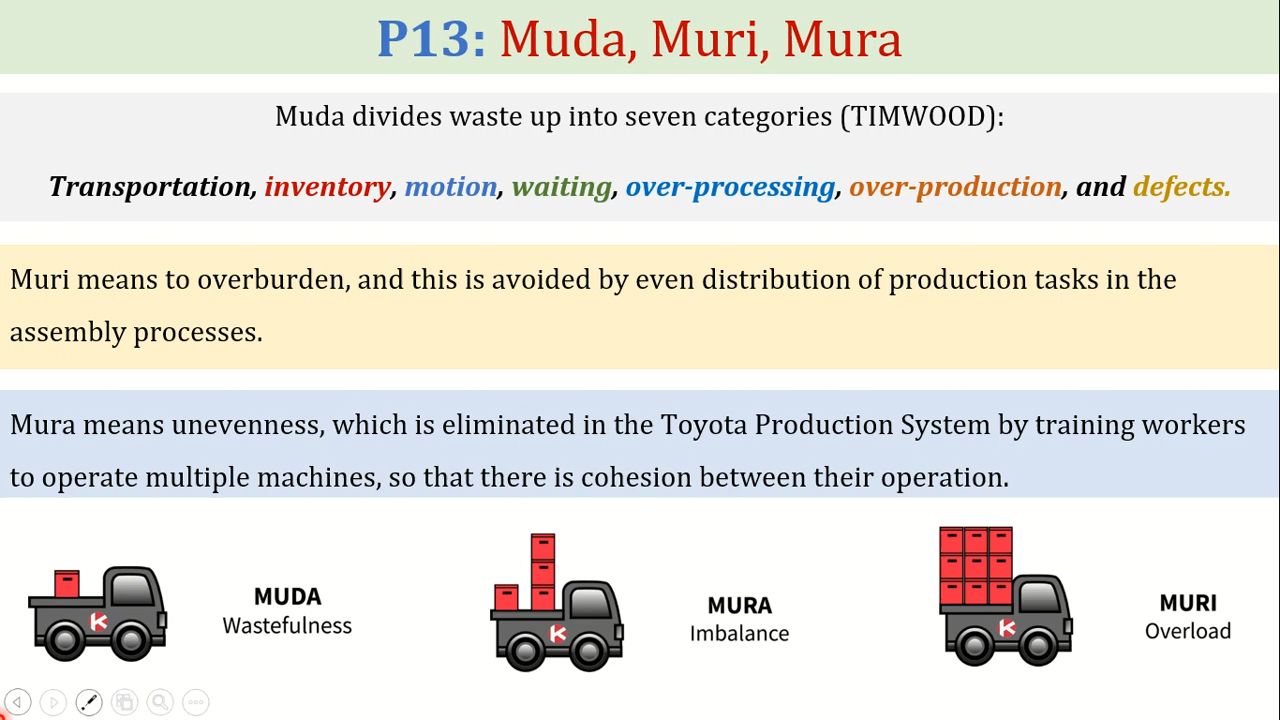 P13: Muda, Muri, Mura
Muda divides waste up into seven categories (TIMWOOD):
Transportation, inventory, motion, waiting, over-processing, over-production, and defects.
Muri means to overburden, and this is avoided by even distribution of production tasks in the
assembly processes.
Mura means unevenness, which is eliminated in the Toyota Production System by training workers
to operate multiple machines, so that there is cohesion between their operation.
MUDA
Wastefulness
K
MURA
Imbalance
K
MURI
Overload
K